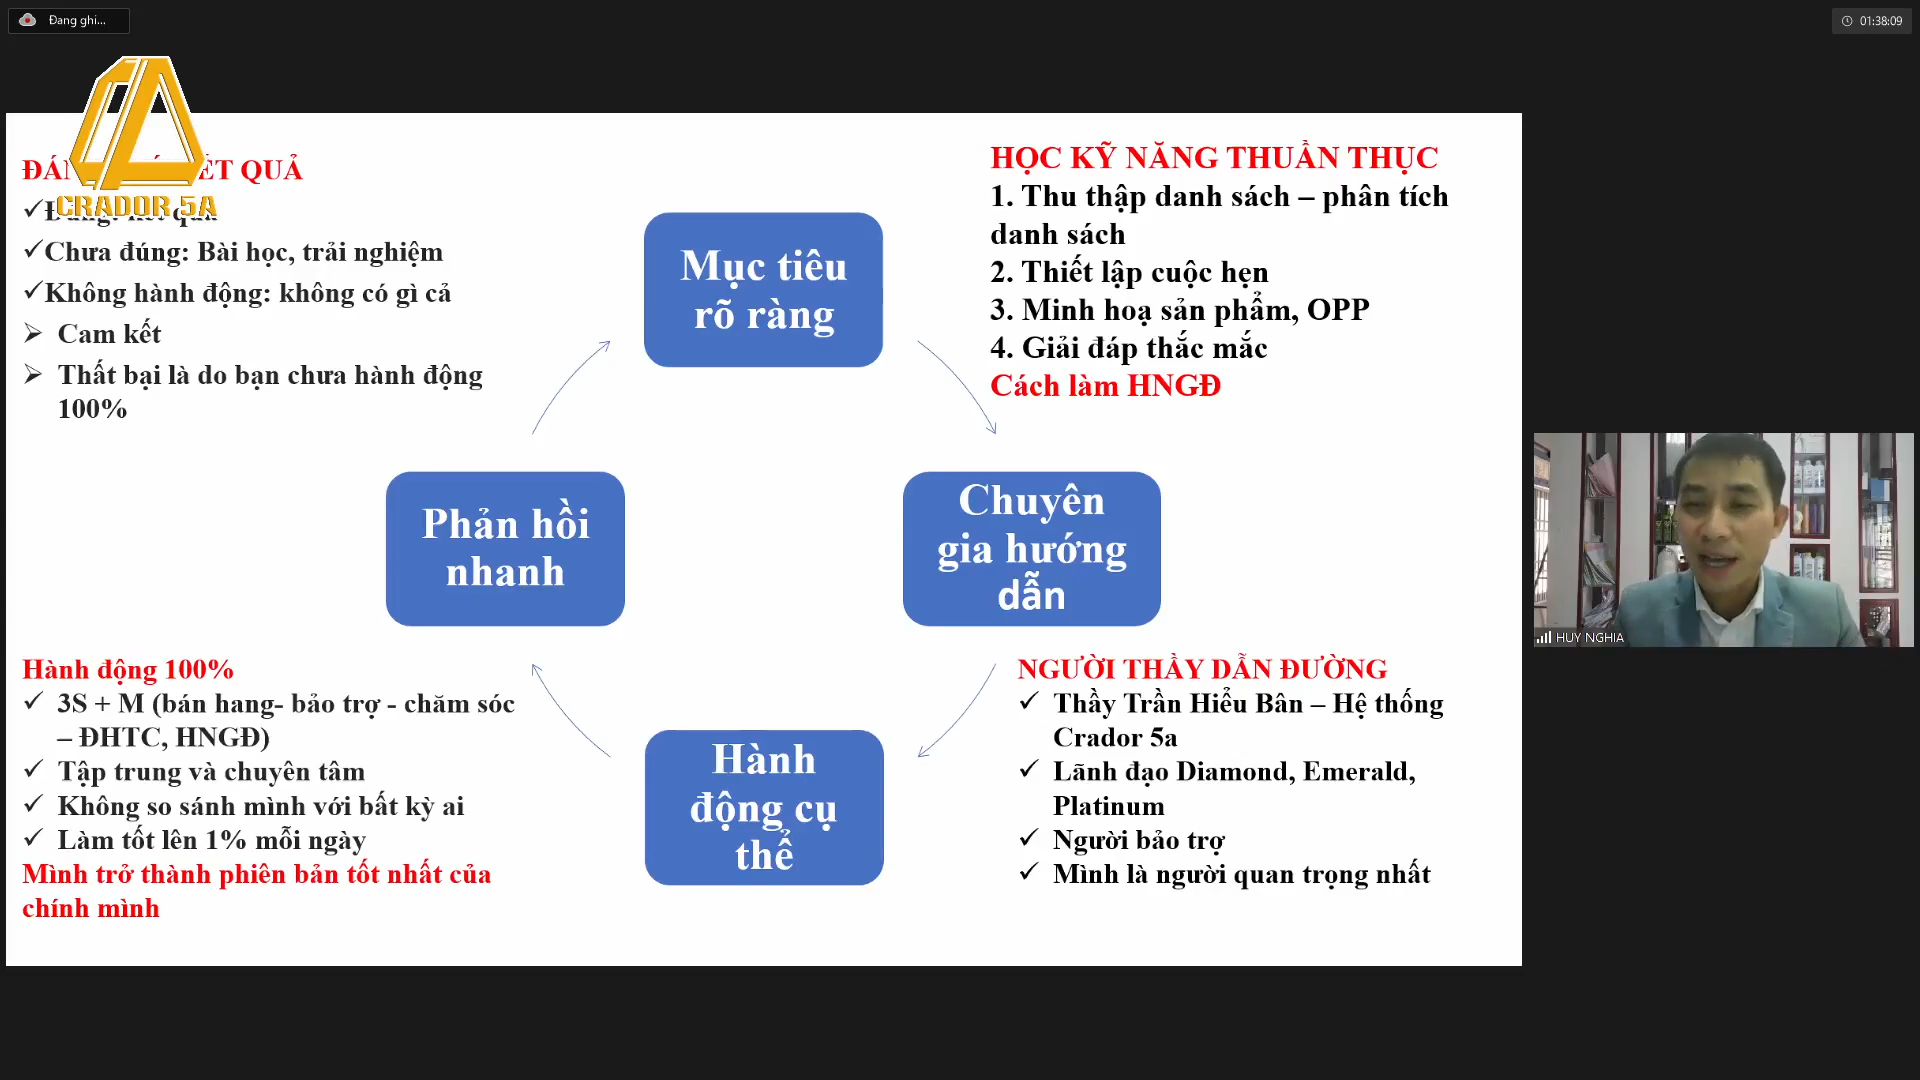 Đang ghi...
01:38:09
CRADOR 5A
ẾT QUẢ
✓Chưa đúng: Bài học, trải nghiệm
✓Không hành động: không có gì cả
➢ Cam kết
➢ Thất bại là do bạn chưa hành động
100%
Mục tiêu
rõ ràng
HỌC KỸ NĂNG THUẦN THỤC
1. Thu thập danh sách – phân tích
danh sách
2. Thiết lập cuộc hẹn
3. Minh hoạ sản phẩm, OPP
4. Giải đáp thắc mắc
Cách làm HNGĐ
Phản hồi
nhanh
Chuyên
gia hướng
dẫn
HUY NGHIA
Hành động 100%
✓ 3S + M (bán hang- bảo trợ - chăm sóc
– ĐHTC, HNGĐ)
✓ Tập trung và chuyên tâm
✓ Không so sánh mình với bất kỳ ai
✓ Làm tốt lên 1% mỗi ngày
Mình trở thành phiên bản tốt nhất của
chính mình
Hành
động cụ
thể
NGƯỜI THẦY DẪN ĐƯỜNG
✓ Thầy Trần Hiểu Bân – Hệ thống
Crador 5a
✓ Lãnh đạo Diamond, Emerald,
Platinum
✓ Người bảo trợ
✓ Mình là người quan trọng nhất